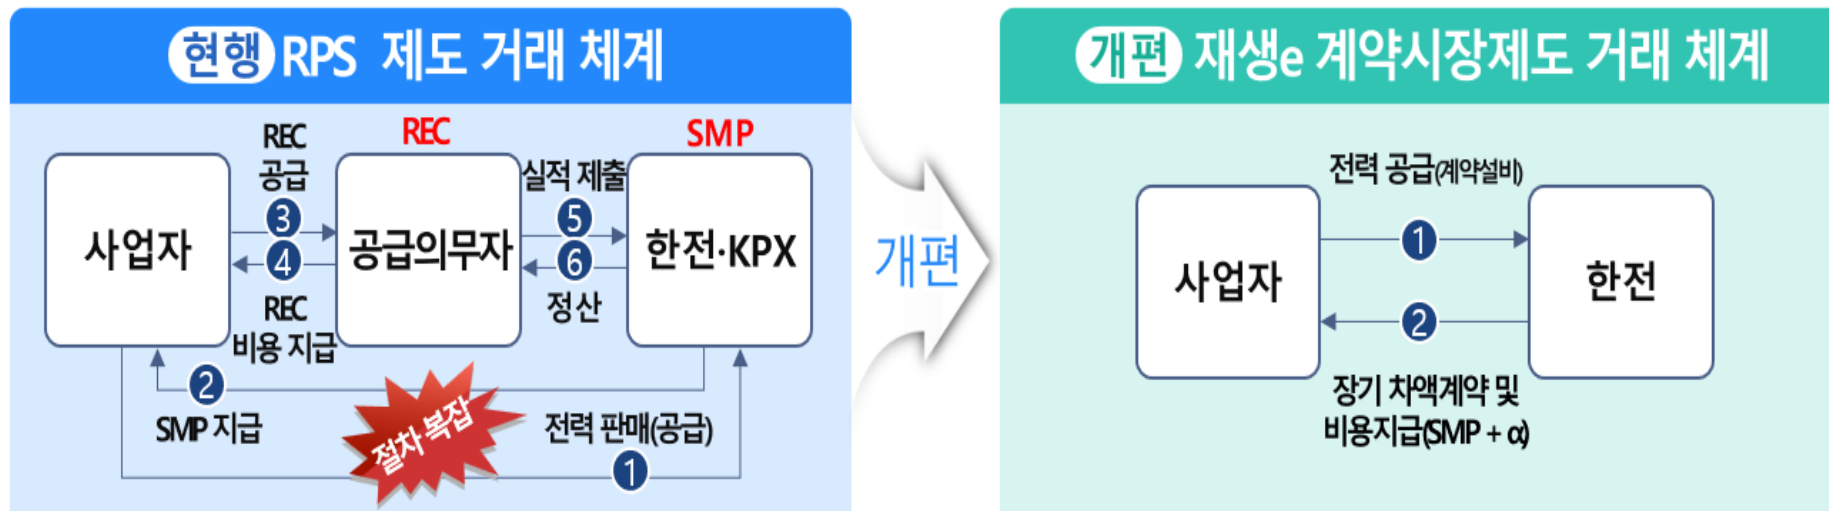 현행 RPS 제도 거래 체계
REC
공급
REC
SMP
실적 제출
사업자
3
4
공급의무자
5
6
한전·KPX
REC
비용 지급
정산
2
SMP 지급
절차 복잡
전력 판매(공급)
1
개편
개편 재생e 계약시장제도 거래 체계
전력 공급(계약설비)
사업자
1
2
한전
장기 차액계약 및
비용지급(SMP + α)